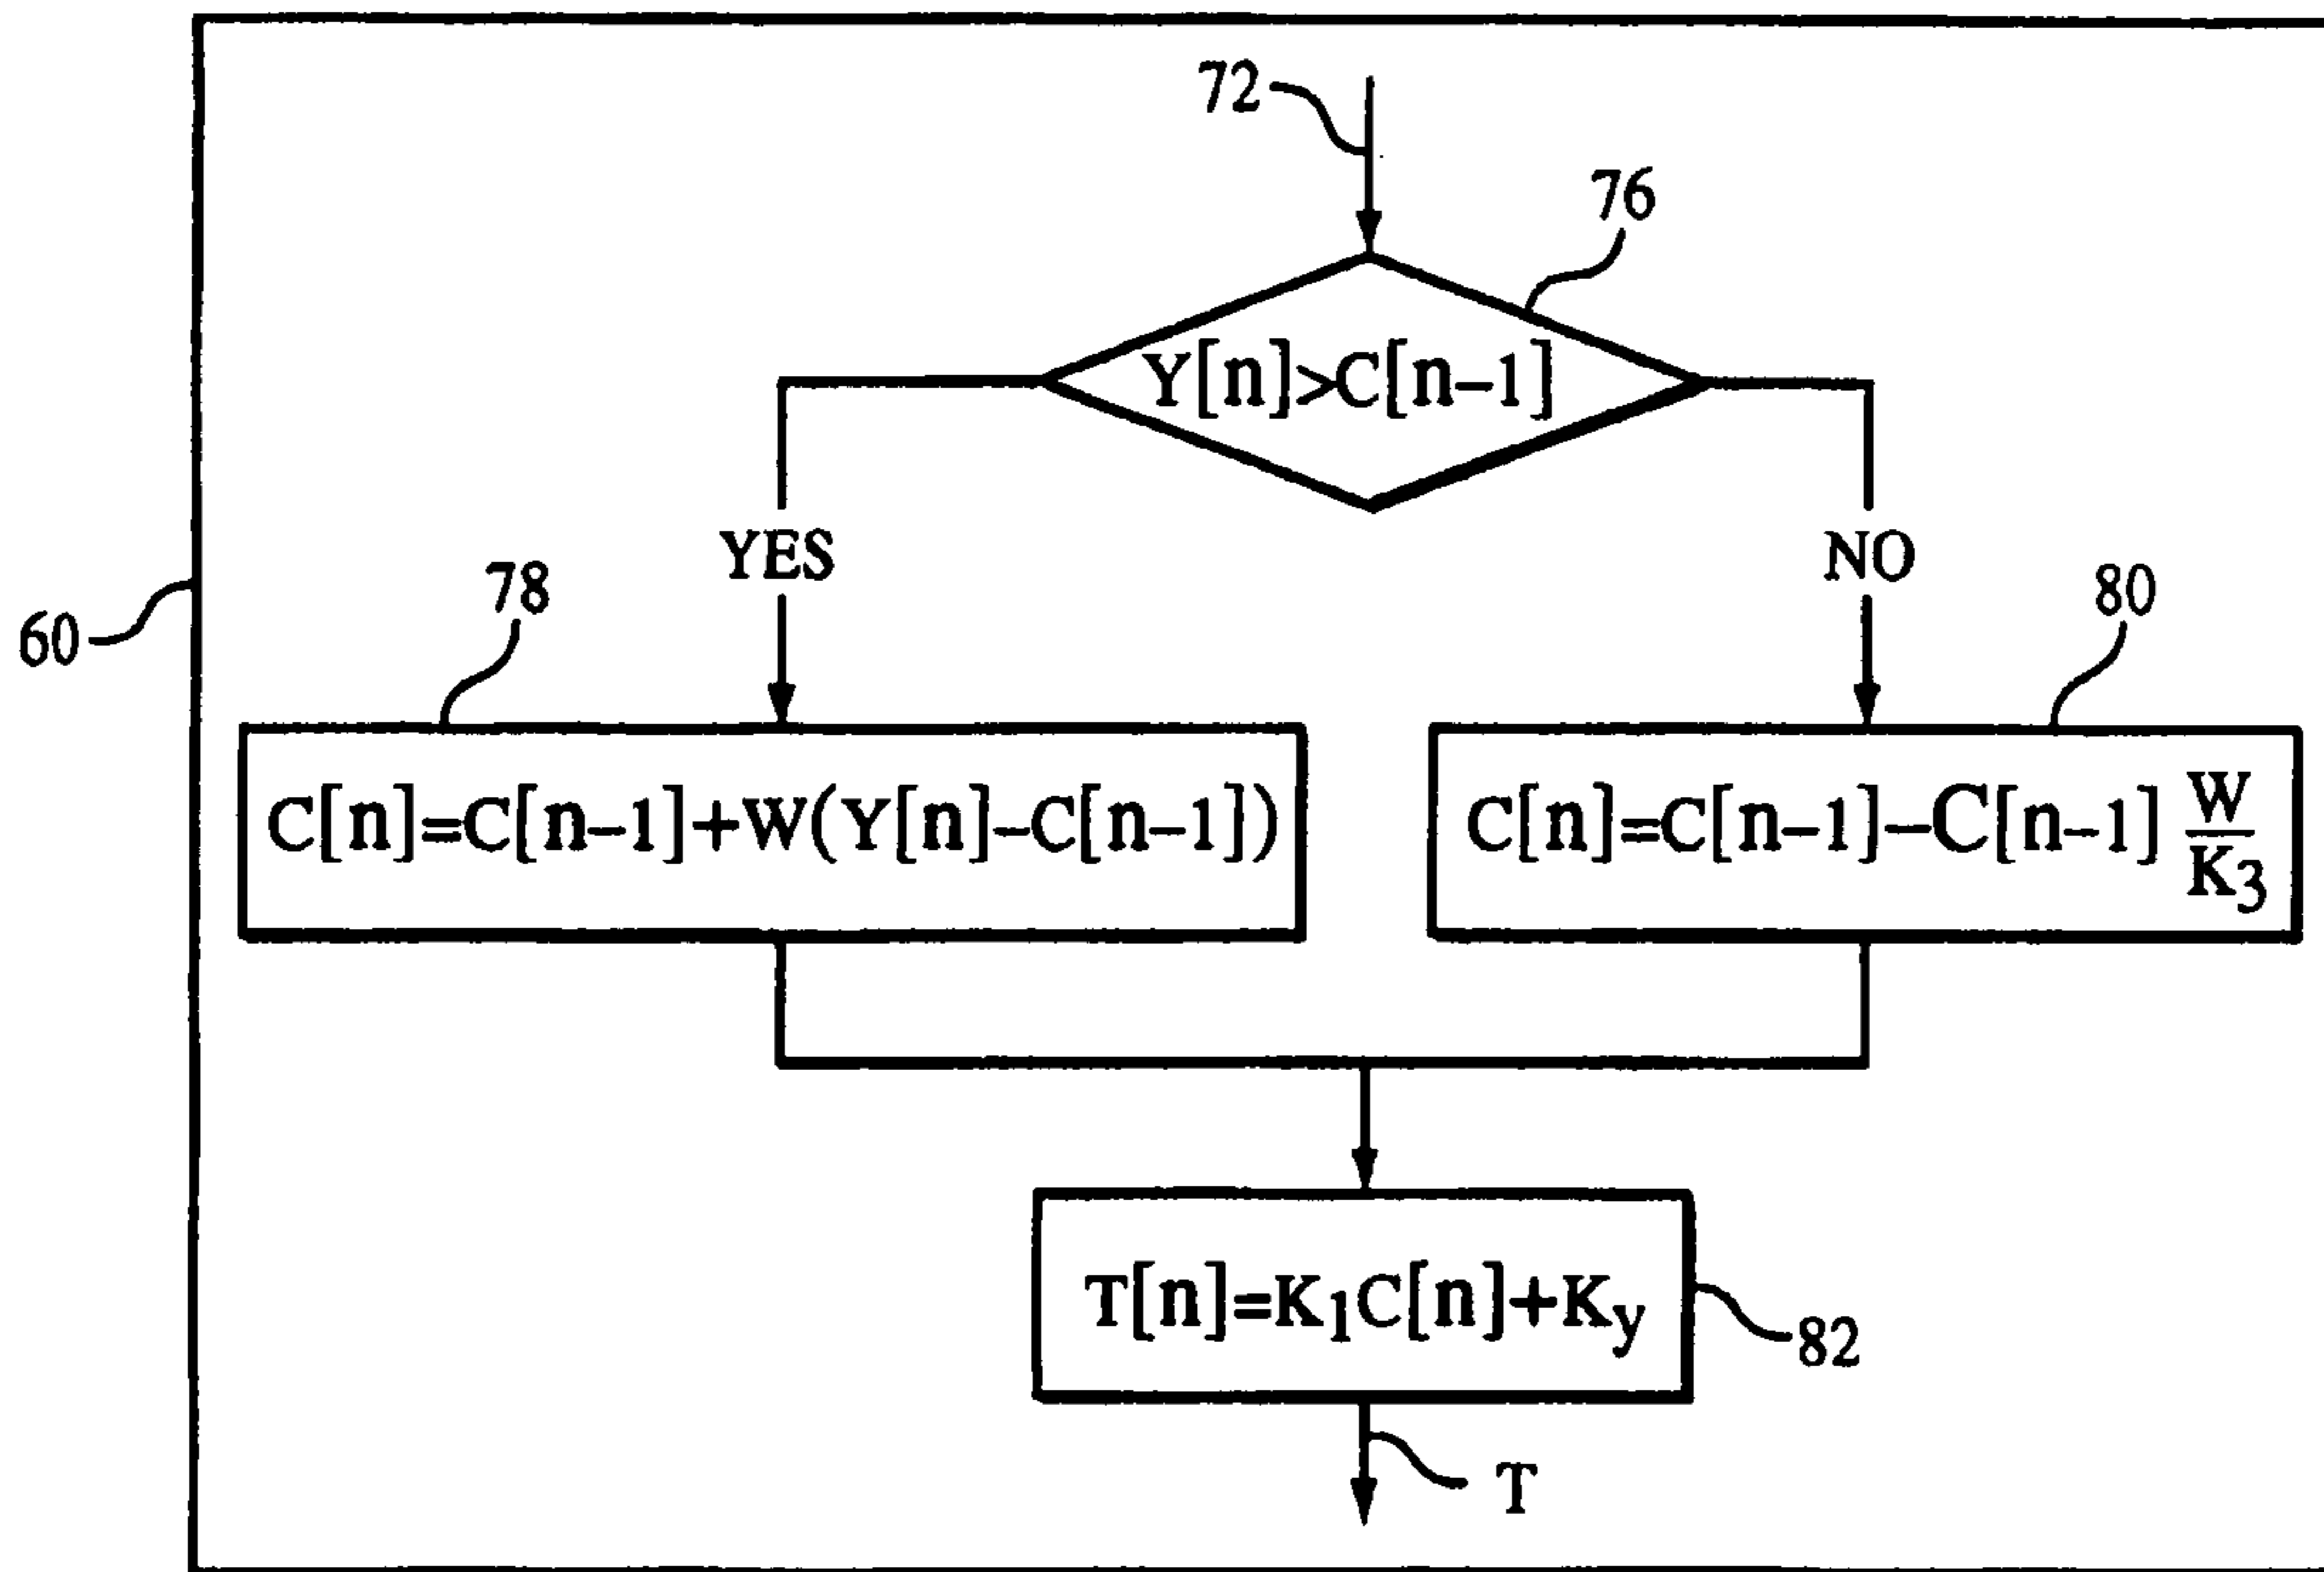 72
76
Y[n]>C[n-1]
YES
NO
60
78
80
C[n]=C[n-1]+W(Y[n]-C[n-1])
C[n]=C[n-1]-C[n-1] W/K3
T[n]=K1C[n]+Ky
82
T